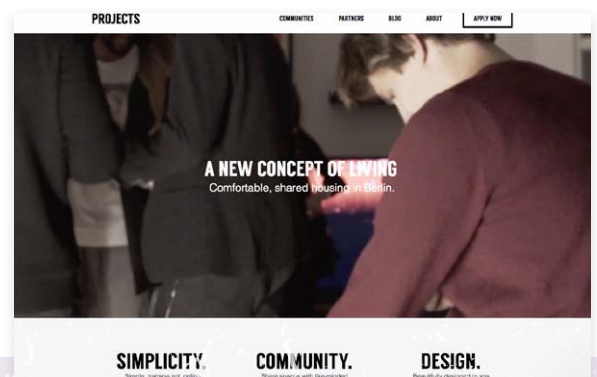 PROJECTS
COMMUNITIES PARTNERS BLOG ABOUT APPLY NOW
A NEW CONCEPT OF LIVING
Comfortable, shared housing in Berlin.
SIMPLICITY. COMMUNITY. DESIGN.